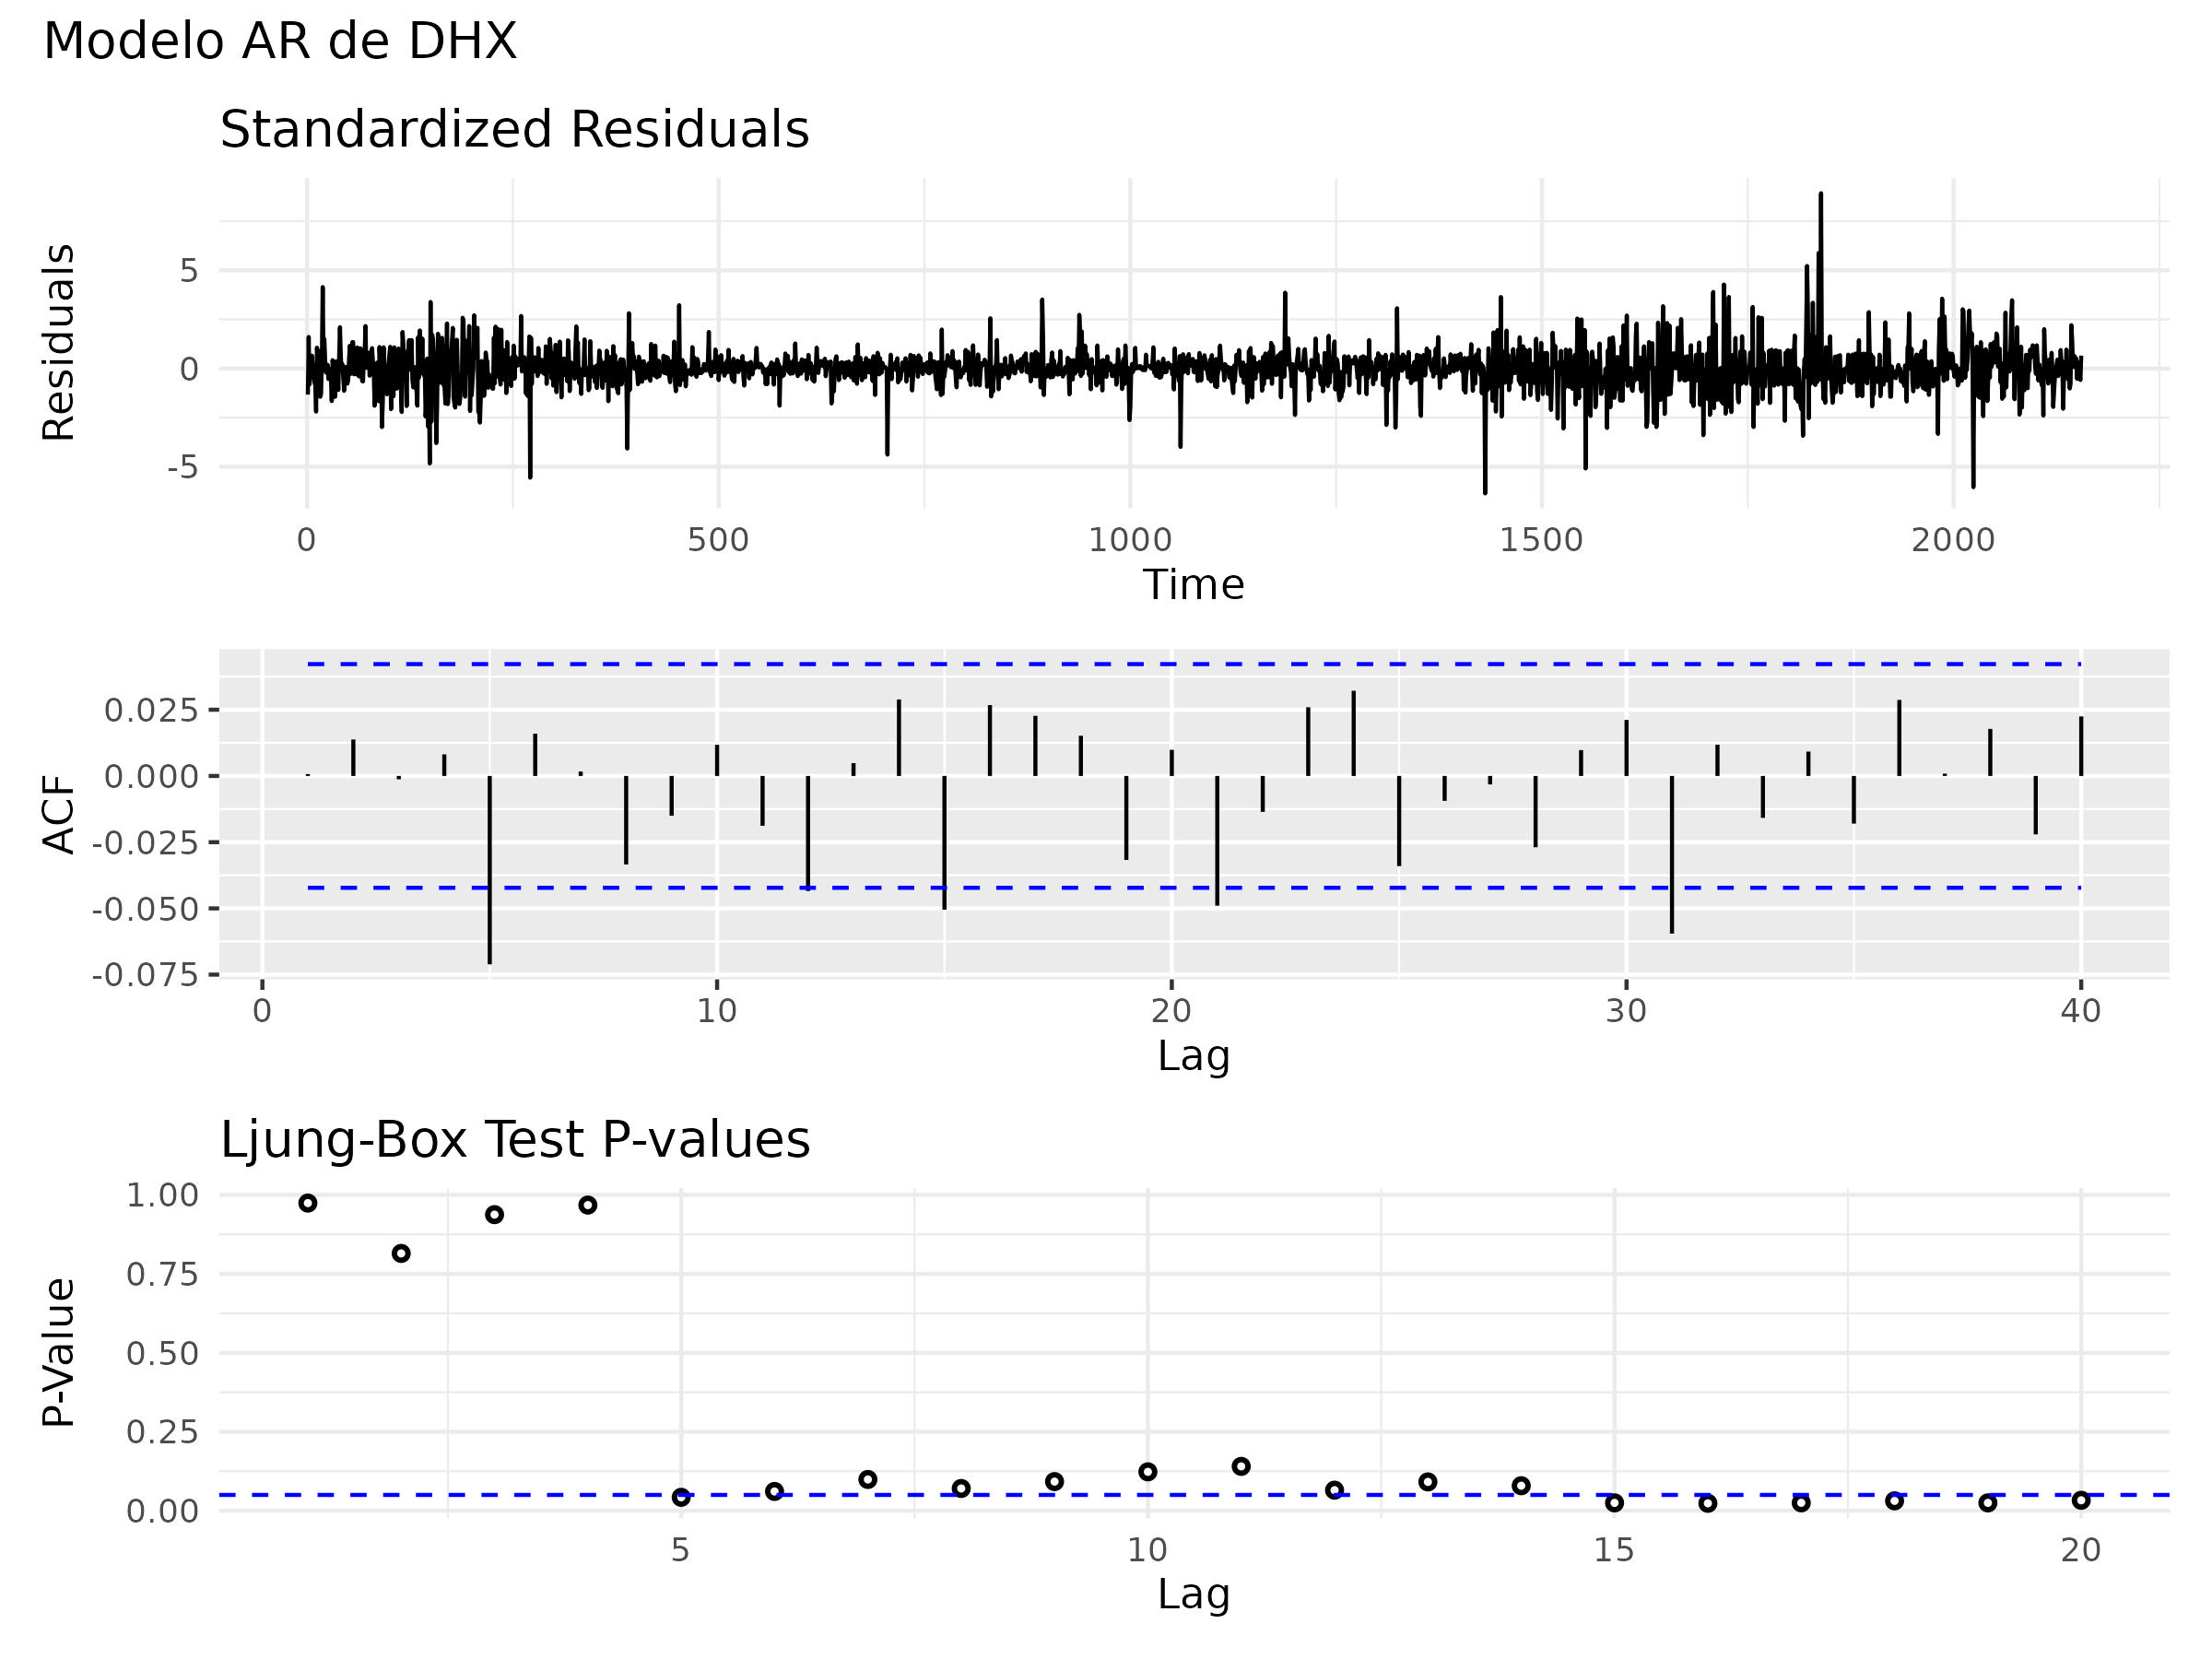 Modelo AR de DHX
Standardized Residuals
Residuals
5
0
-5
0 500 1000 1500 2000
Time
ACF
0.025
0.000
-0.025
-0.050
-0.075
0 10 20 30 40
Lag
Ljung-Box Test P-values
P-Value
1.00
0.75
0.50
0.25
0.00
5 10 15 20
Lag